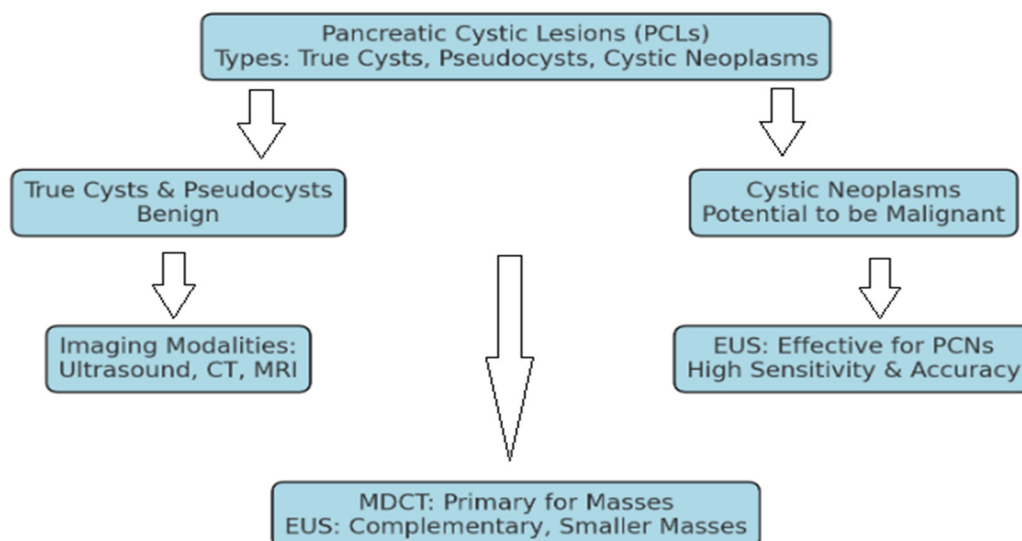 Pancreatic Cystic Lesions (PCLs)
Types: True Cysts, Pseudocysts, Cystic Neoplasms
True Cysts & Pseudocysts
Benign
Cystic Neoplasms
Potential to be Malignant
Imaging Modalities:
Ultrasound, CT, MRI
EUS: Effective for PCNs
High Sensitivity & Accuracy
MDCT: Primary for Masses
EUS: Complementary, Smaller Masses